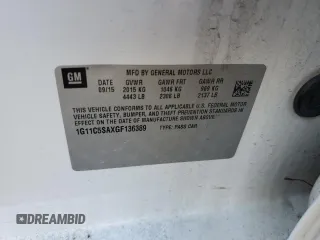 GM
MFD BY GENERAL MOTORS LLC
DATE GVWR GAWR FRT GAWR RR
09/15 2015 KG 1046 KG 969 KG
4443 LB 2306 LB 2137 LB
THIS VEHICLE CONFORMS TO ALL APPLICABLE U.S. FEDERAL MOTOR
VEHICLE SAFETY, BUMPER, AND THEFT PREVENTION STANDARDS
IN EFFECT ON THE DATE OF MANUFACTURE SHOWN ABOVE.
1G11C5SAXGF136389 TYPE: PASS CAR
DREAMBID